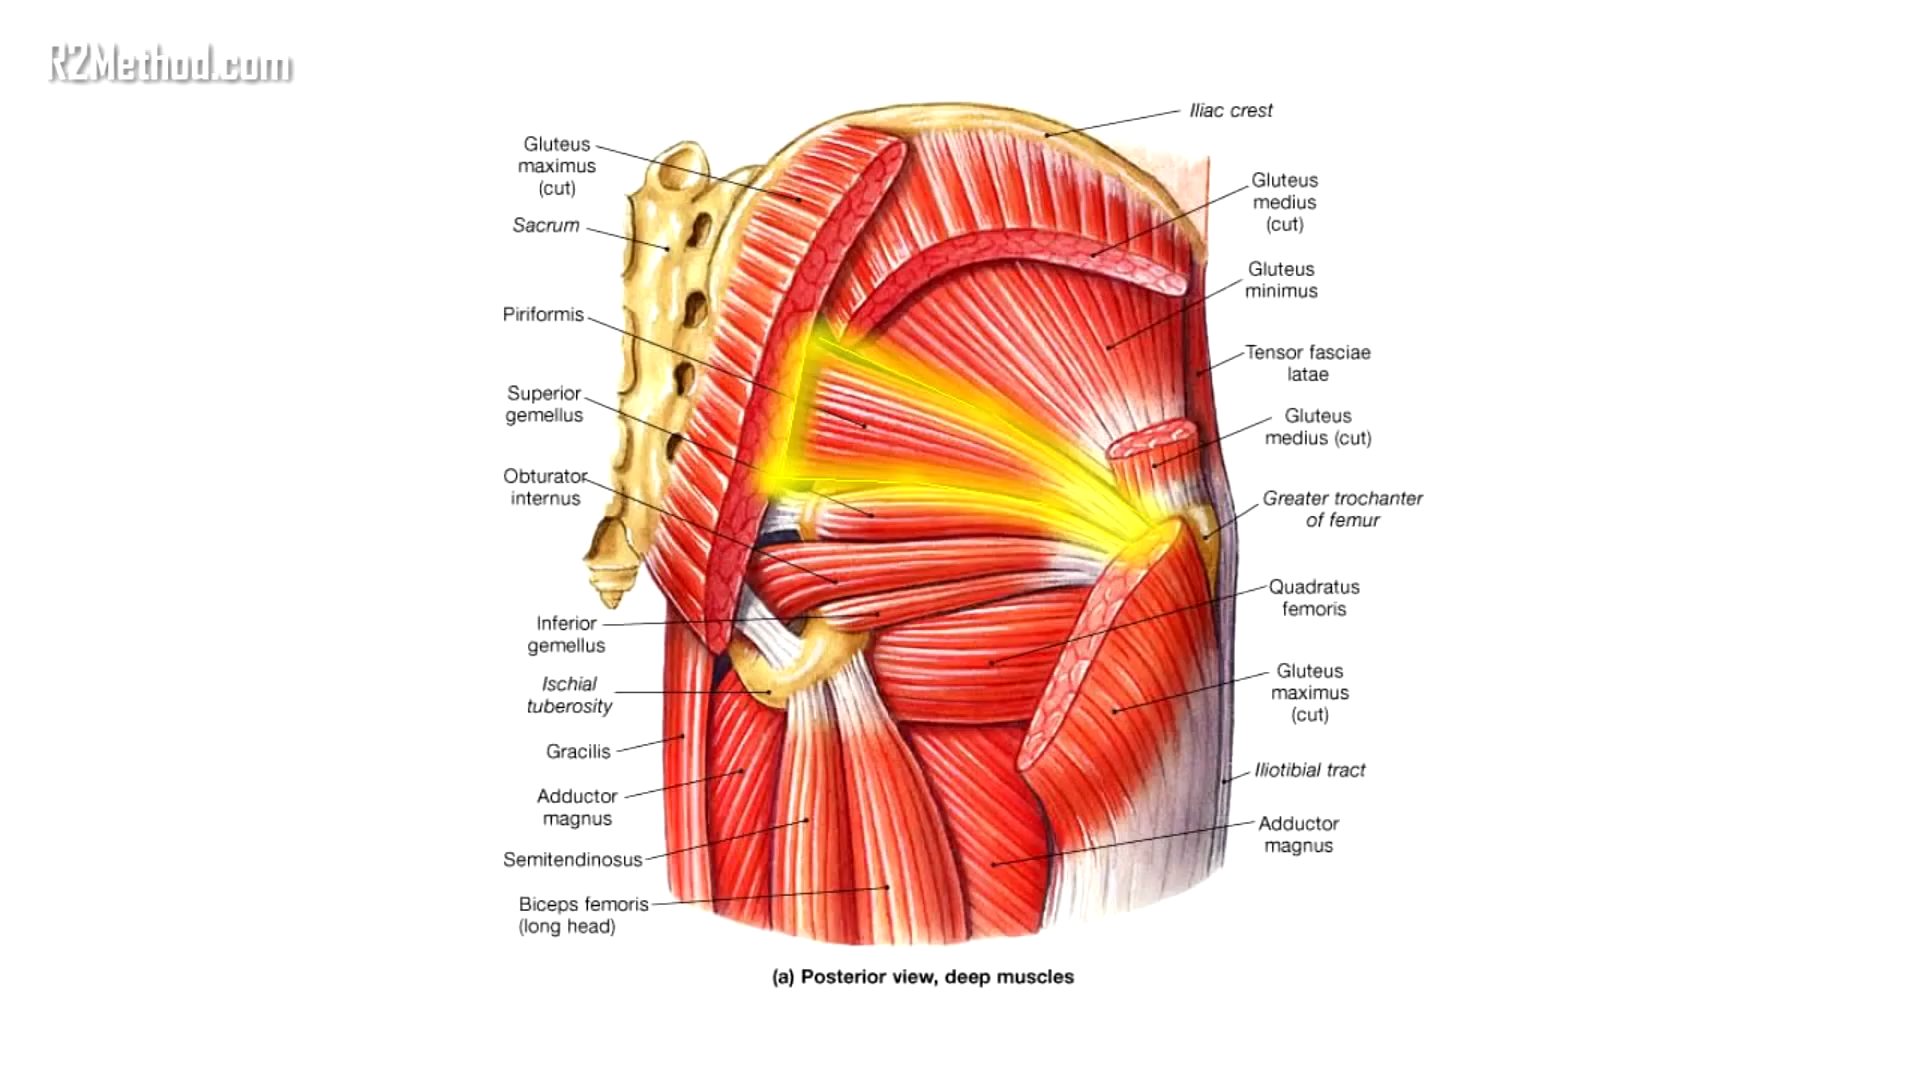 R2Method.com
Iliac crest
Gluteus
maximus
(cut)
Sacrum
Piriformis
Superior
gemellus
Obturator
internus
Inferior
gemellus
Ischial
tuberosity
Gracilis
Adductor
magnus
Semitendinosus
Biceps femoris
(long head)
Gluteus
medius
(cut)
Gluteus
minimus
Tensor fasciae
latae
Gluteus
medius (cut)
Greater trochanter
of femur
Quadratus
femoris
Gluteus
maximus
(cut)
Iliotibial tract
Adductor
magnus
(a) Posterior view, deep muscles